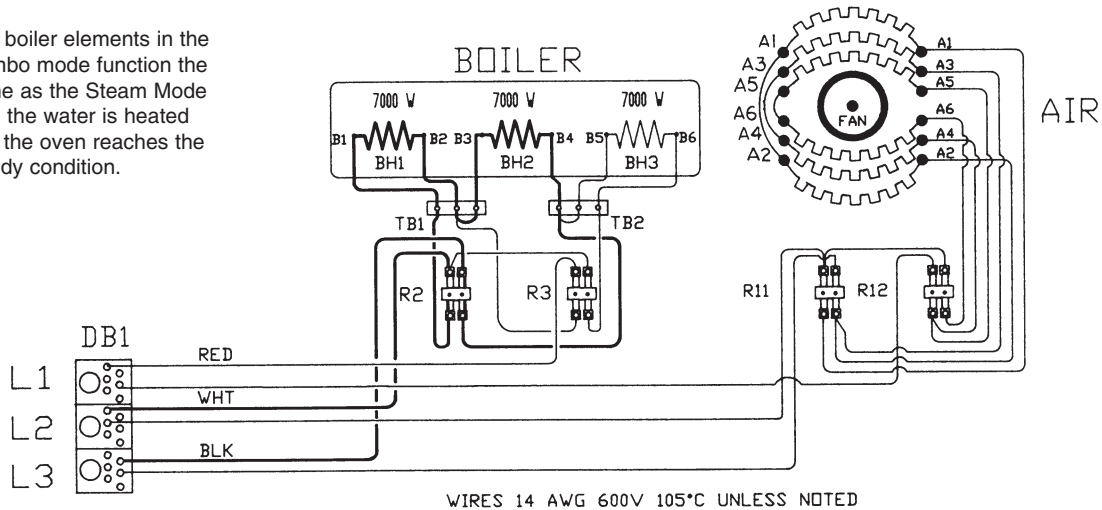 boiler elements in the
mbo mode function the
ne as the Steam Mode
the water is heated
the oven reaches the
dy condition.
BOILER
7000 W 7000 W 7000 W
B1 B2 B3 B4 B5 B6
BH1 BH2 BH3
TB1 TB2
R2 R3
A1 A1
A3 A3
A5 A5
FAN
A6 A6
A4 A4
A2 A2
AIR
R11 R12
DB1
L1 RED
L2 WHT
L3 BLK
WIRES 14 AWG 600V 105°C UNLESS NOTED